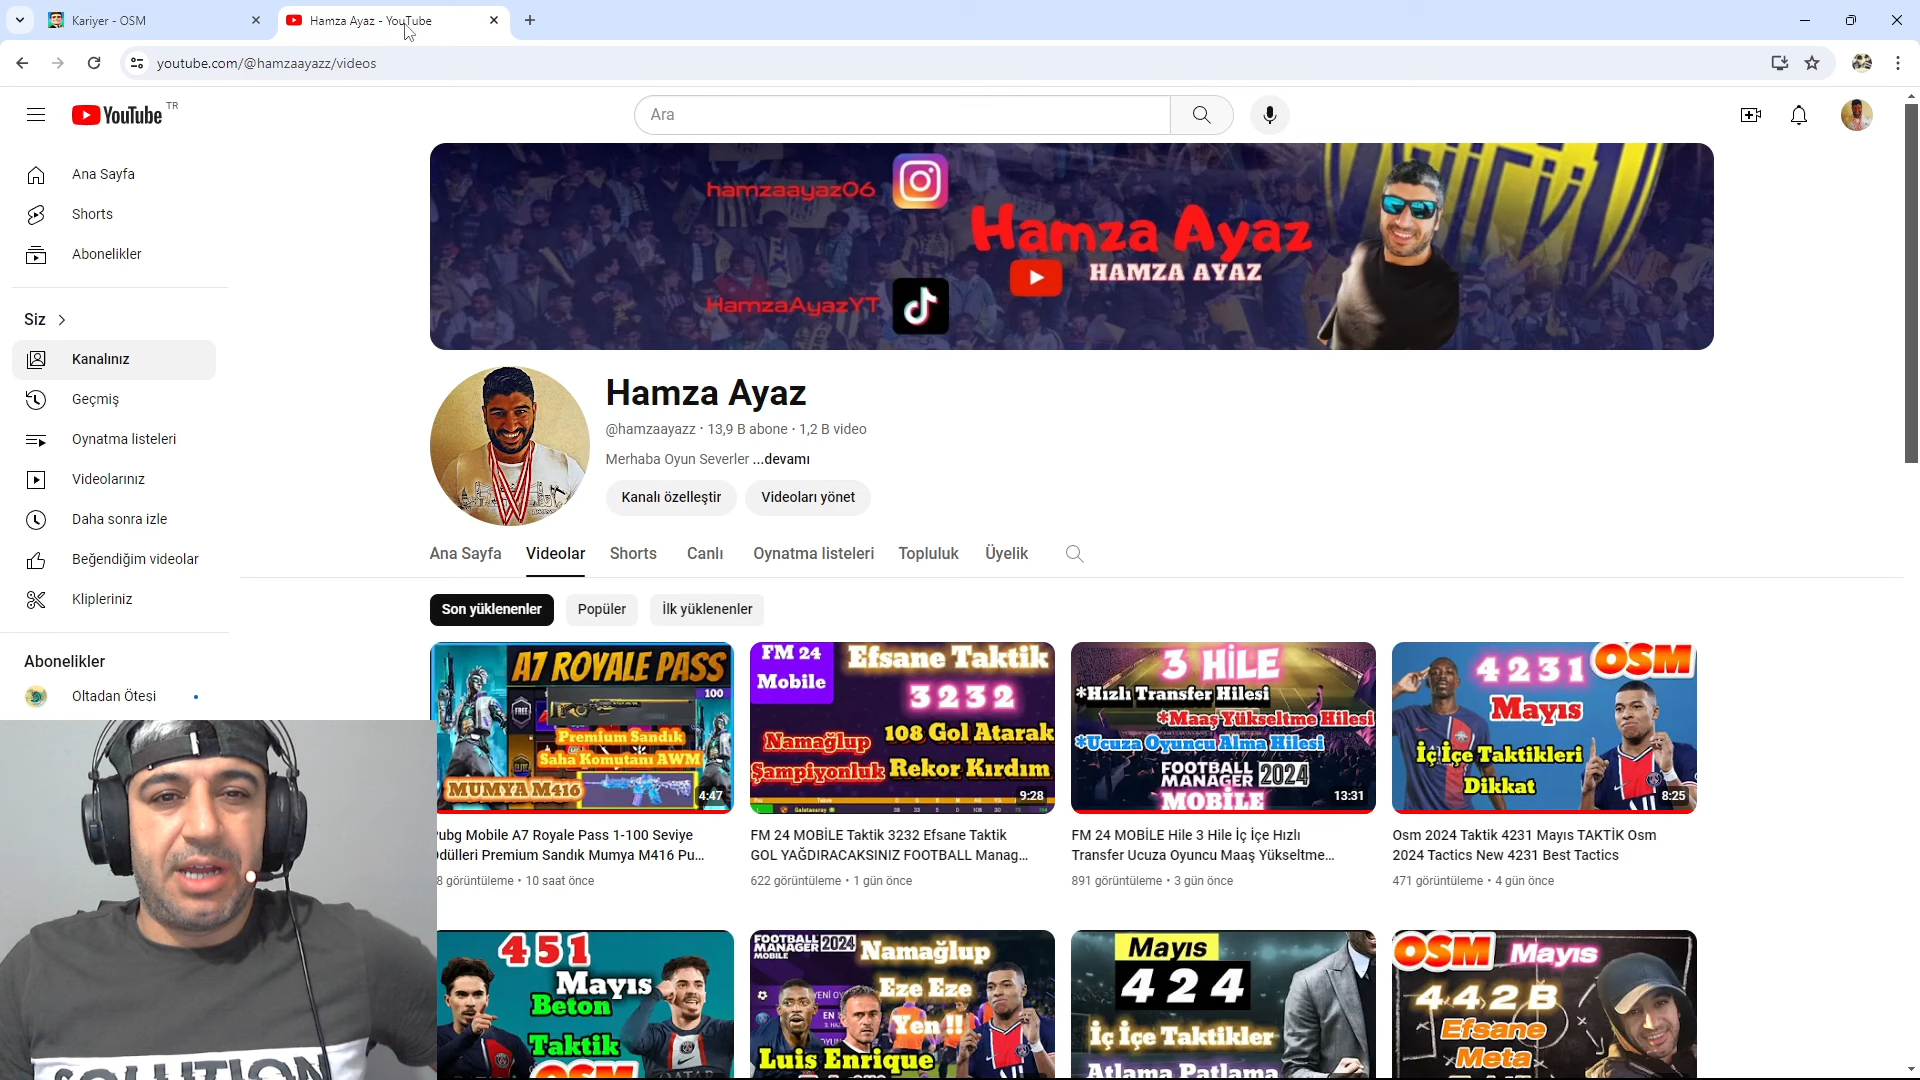 Kariyer - OSM
Hamza Ayaz - YouTube
youtube.com/@hamzaayazz/videos
YouTube TR
Ara
Ana Sayfa
Shorts
Abonelikler
Siz
Kanalınız
Geçmiş
Oynatma listeleri
Videolarınız
Daha sonra izle
Beğendiğim videolar
Klipleriniz
Abonelikler
Oltadan Ötesi
hamzaayaz06
Hamza Ayaz
HAMZA AYAZ
HamzaAyazYT
Hamza Ayaz
@hamzaayazz · 13,9 B abone · 1,2 B video
Merhaba Oyun Severler ...devamı
Kanalı özelleştir
Videoları yönet
Ana Sayfa
Videolar
Shorts
Canlı
Oynatma listeleri
Topluluk
Üyelik
Son yüklenenler
Popüler
İlk yüklenenler
A7 ROYALE PASS
100
FREE
Premium Sandık
Saha Komutanı AWM
MUMYA M416
4:47
FM 24
Mobile
Efsane Taktik
3232
Namağlup
108 Gol Atarak
Şampiyonluk
Rekor Kırdım
9:28
3 HİLE
*Hızlı Transfer Hilesi
*Maaş Yükseltme Hilesi
*Ucuza Oyuncu Alma Hilesi
FOOTBALL
MANAGER 2024
MOBİLE
13:31
4231
OSM
Mayıs
İç İçe Taktikleri
Dikkat
8:25
ubg Mobile A7 Royale Pass 1-100 Seviye
dülleri Premium Sandık Mumya M416 Pu...
8 görüntüleme • 10 saat önce
FM 24 MOBİLE Taktik 3232 Efsane Taktik
GOL YAĞDIRACAKSINIZ FOOTBALL Manag...
622 görüntüleme • 1 gün önce
FM 24 MOBİLE Hile 3 Hile İç İçe Hızlı
Transfer Ucuza Oyuncu Maaş Yükseltme...
891 görüntüleme • 3 gün önce
Osm 2024 Taktik 4231 Mayıs TAKTİK Osm
2024 Tactics New 4231 Best Tactics
471 görüntüleme • 4 gün önce
451
Mayıs
Beton
Taktik
OSM
FOOTBALL
MANAGER 2024
MOBILE
Namağlup
Eze Eze
Yen !!
Luis Enrique
Mayıs
424
İç İçe Taktikler
Atlama Patlama
OSM
Mayıs
442B
Efsane
Meta
SOLUTION